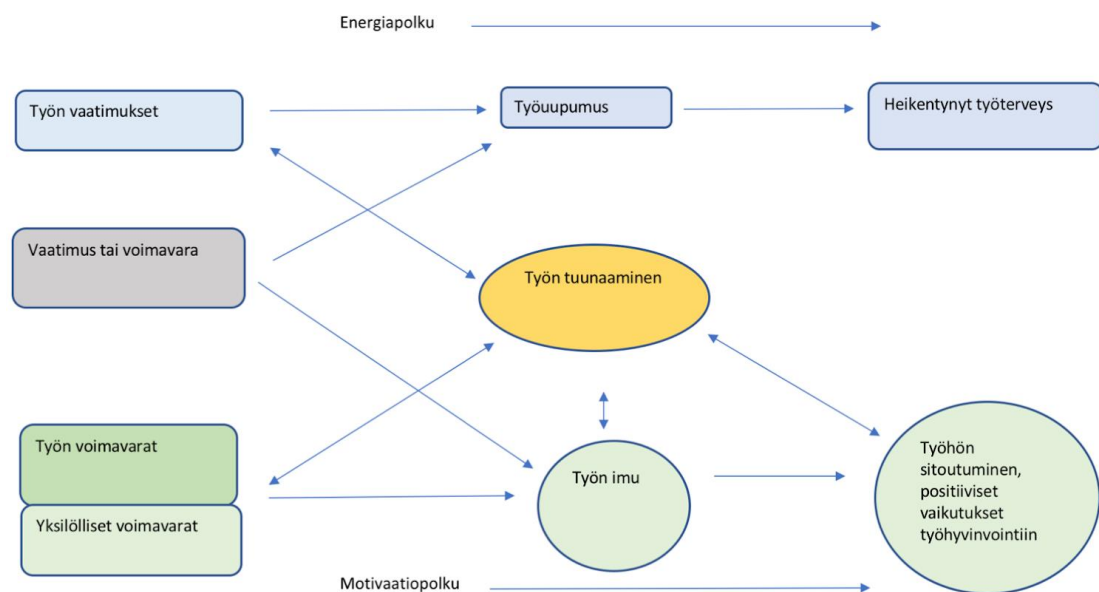 Energiapolku
Työn vaatimukset
Työuupumus
Heikentynyt työterveys
Vaatimus tai voimavara
Työn tuunaaminen
Työn voimavarat
Työn imu
Työhön
sitoutuminen,
positiiviset
vaikutukset
työhyvinvointiin
Yksilölliset voimavarat
Motivaatiopolku